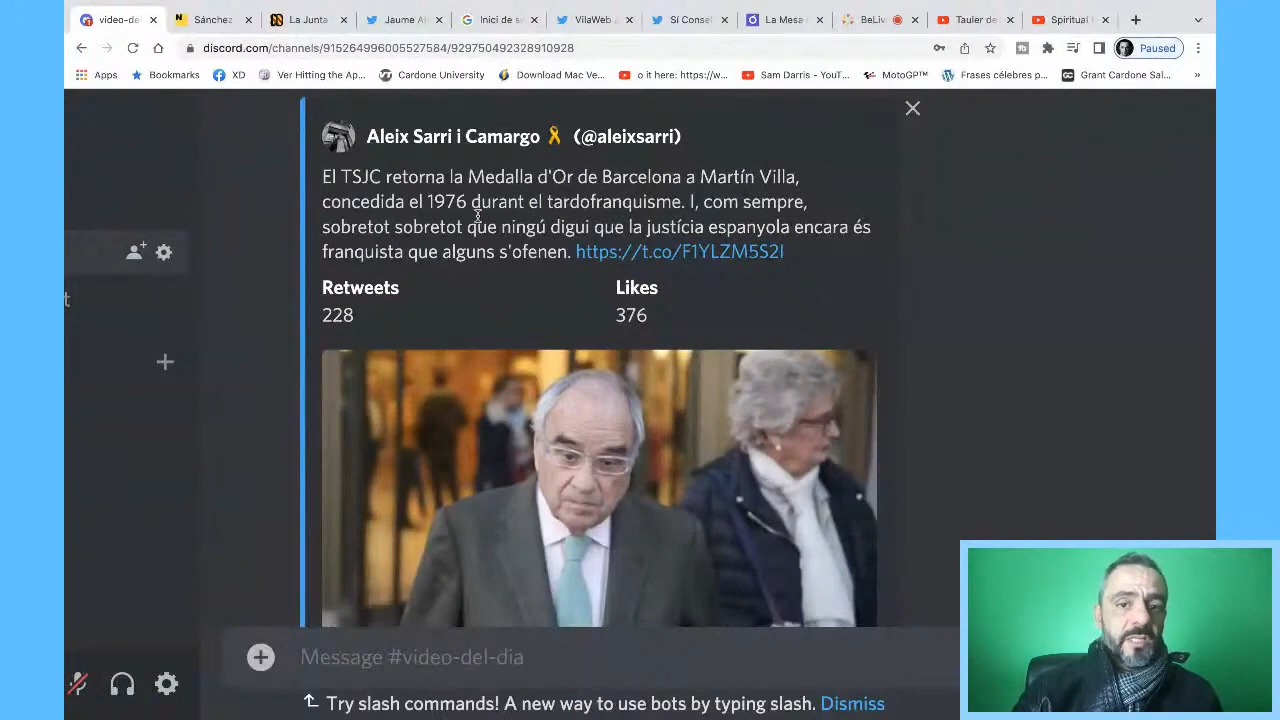 video-del
Sánchez
La Junta
Jaume A
Inici de s
VilaWeb
Sí Consel
La Mesa
BeLiv
Tauler de
Spiritual
discord.com/channels/915264996005527584/929750492328910928
Paused
Apps
Bookmarks
XD
Ver Hitting the Ap...
Cardone University
Download Mac Ve...
o it here: https://w...
Sam Darris - YouT...
MotoGP™
Frases célebres p...
Grant Cardone Sal...
»
Aleix Sarri i Camargo 🎗 (@aleixsarri)
El TSJC retorna la Medalla d'Or de Barcelona a Martín Villa,
concedida el 1976 durant el tardofranquisme. I, com sempre,
sobretot sobretot que ningú digui que la justícia espanyola encara és
franquista que alguns s'ofenen. https://t.co/F1YLZM5S2I
Retweets Likes
228 376
Message #video-del-dia
Try slash commands! A new way to use bots by typing slash. Dismiss